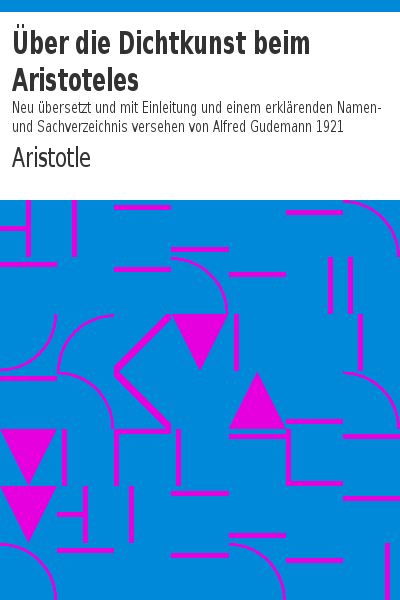 Über die Dichtkunst beim
Aristoteles
Neu übersetzt und mit Einleitung und einem erklärenden Namen-
und Sachverzeichnis versehen von Alfred Gudemann 1921
Aristotle